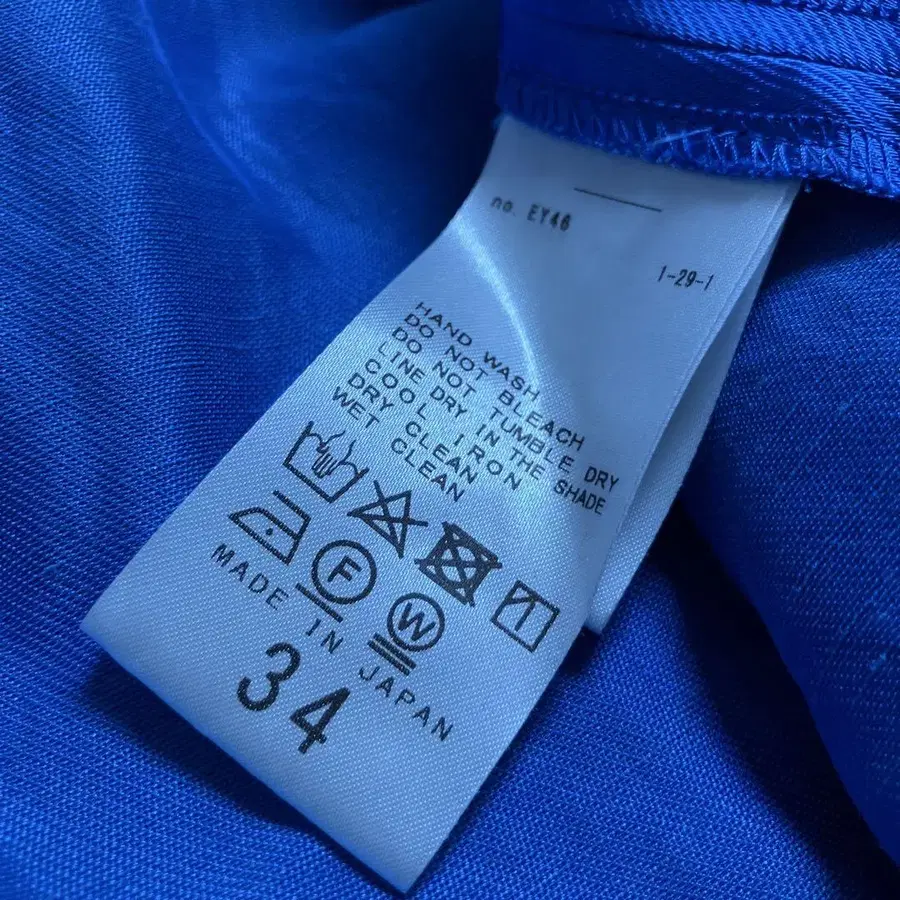 no. EY46
1-29-1
HAND WASH
DO NOT BLEACH
DO NOT TUMBLE DRY
LINE DRY IN THE SHADE
COOL IRON
DRY CLEAN
WET CLEAN
F
W
MADE IN JAPAN
34